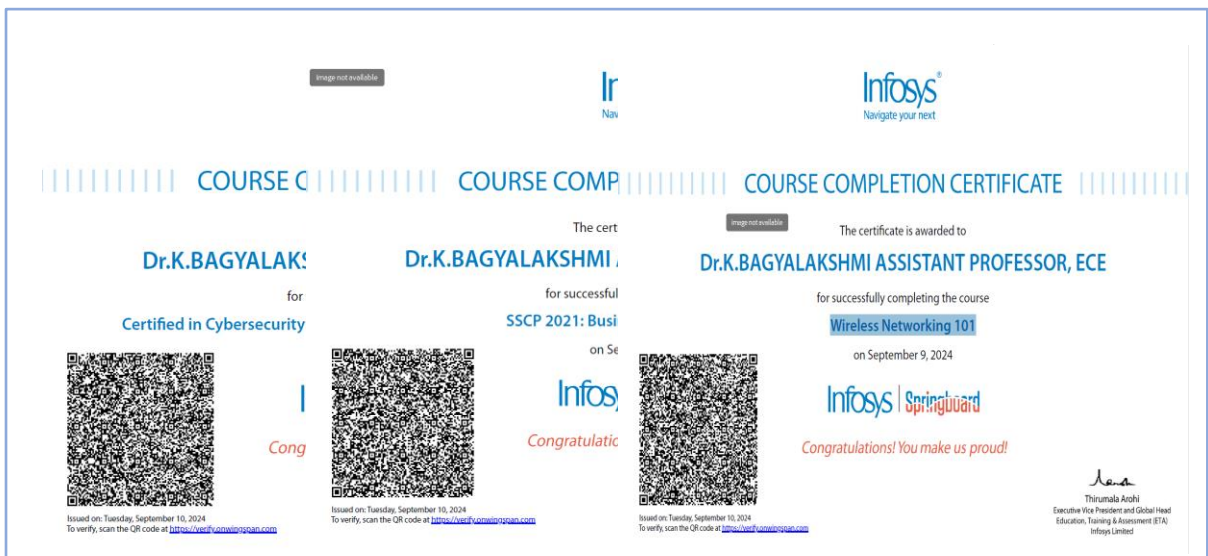 Image not available
COURSE C
Dr.K.BAGYALAKS
for
Certified in Cybersecurity
Cong
Issued on: Tuesday, September 10, 2024
To verify, scan the QR code at https://verify.onwingspan.com
In
Nav
COURSE COMP
The cert
Dr.K.BAGYALAKSHMI
for successful
SSCP 2021: Busi
on Se
Infosy
Congratulatio
Issued on: Tuesday, September 10, 2024
To verify, scan the QR code at https://verify.onwingspan.com
Infosys®
Navigate your next
COURSE COMPLETION CERTIFICATE
Image not available
The certificate is awarded to
Dr.K.BAGYALAKSHMI ASSISTANT PROFESSOR, ECE
for successfully completing the course
Wireless Networking 101
on September 9, 2024
Infosys | Springboard
Congratulations! You make us proud!
Issued on: Tuesday, September 10, 2024
To verify, scan the QR code at https://verify.onwingspan.com
Thirumala Arohi
Executive Vice President and Global Head
Education, Training & Assessment (ETA)
Infosys Limited